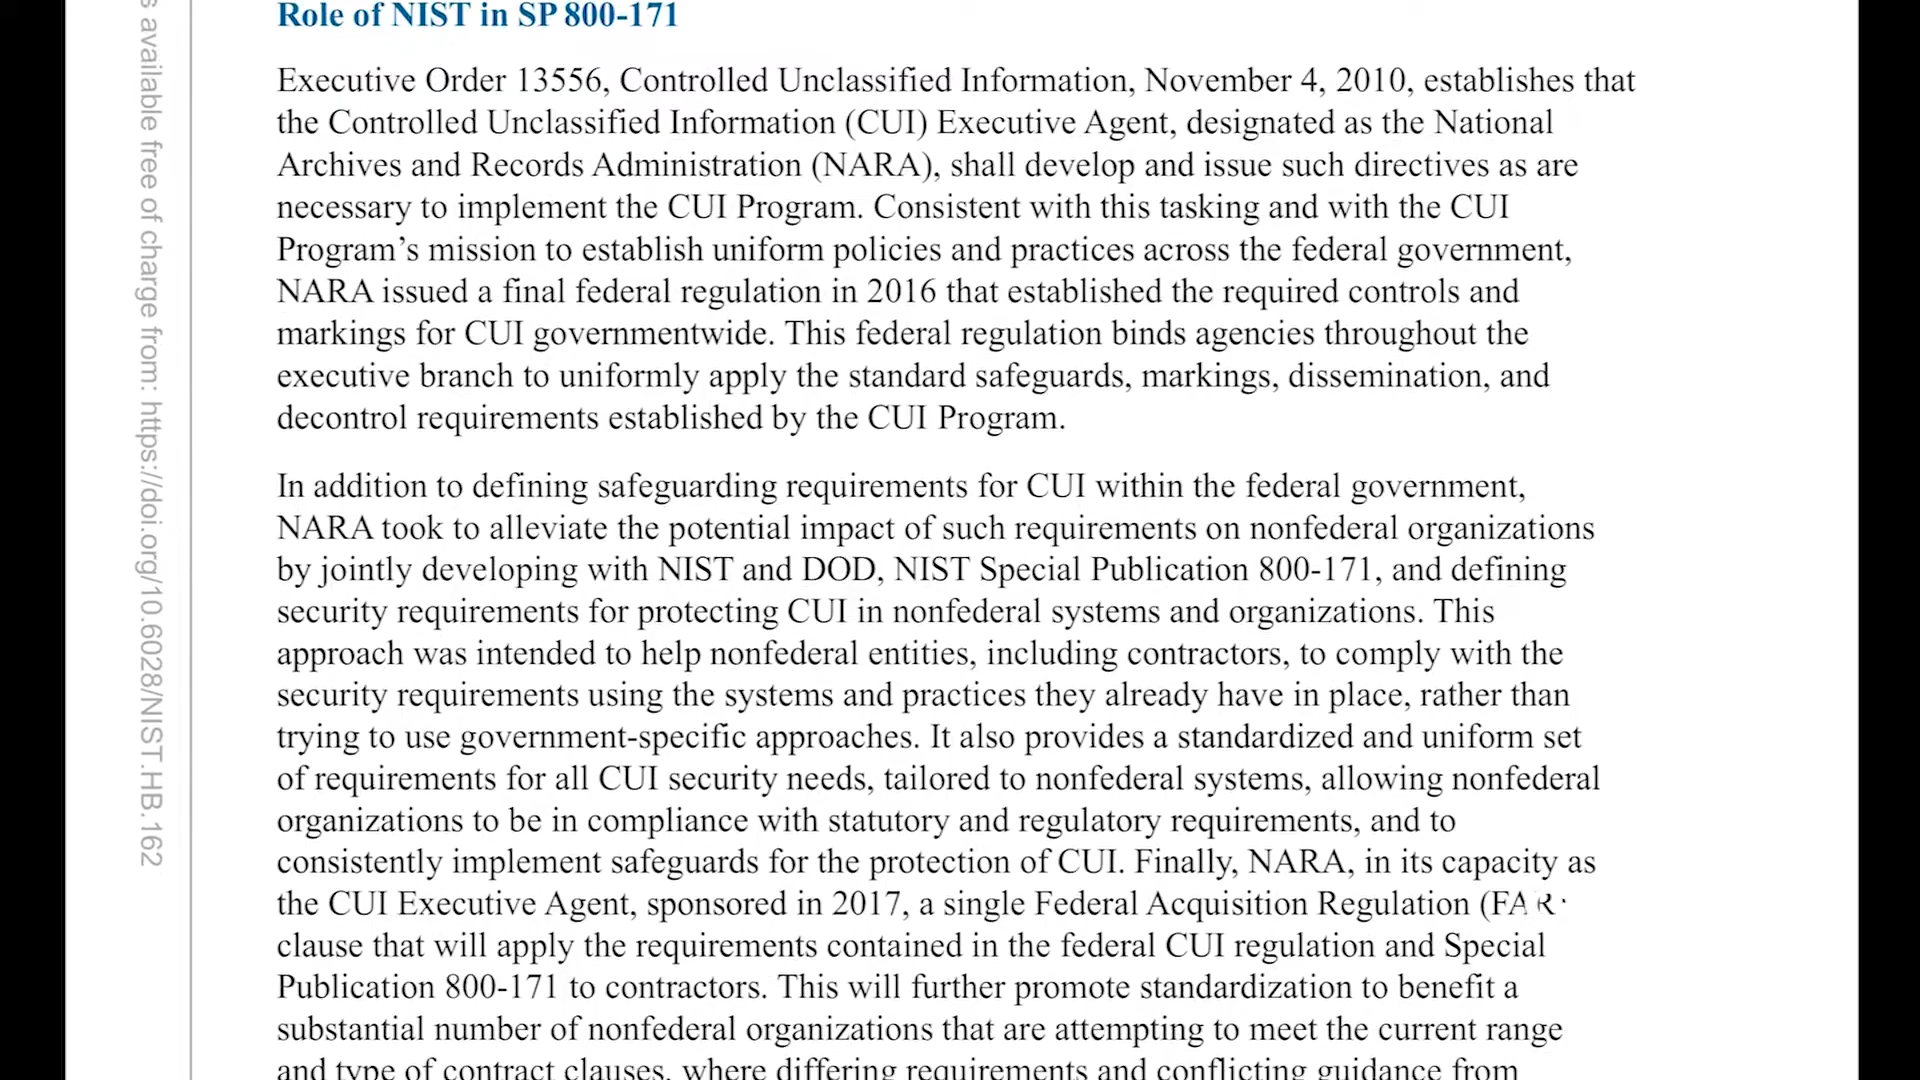 Role of NIST in SP 800-171
Executive Order 13556, Controlled Unclassified Information, November 4, 2010, establishes that
the Controlled Unclassified Information (CUI) Executive Agent, designated as the National
Archives and Records Administration (NARA), shall develop and issue such directives as are
necessary to implement the CUI Program. Consistent with this tasking and with the CUI
Program’s mission to establish uniform policies and practices across the federal government,
NARA issued a final federal regulation in 2016 that established the required controls and
markings for CUI governmentwide. This federal regulation binds agencies throughout the
executive branch to uniformly apply the standard safeguards, markings, dissemination, and
decontrol requirements established by the CUI Program.
In addition to defining safeguarding requirements for CUI within the federal government,
NARA took to alleviate the potential impact of such requirements on nonfederal organizations
by jointly developing with NIST and DOD, NIST Special Publication 800-171, and defining
security requirements for protecting CUI in nonfederal systems and organizations. This
approach was intended to help nonfederal entities, including contractors, to comply with the
security requirements using the systems and practices they already have in place, rather than
trying to use government-specific approaches. It also provides a standardized and uniform set
of requirements for all CUI security needs, tailored to nonfederal systems, allowing nonfederal
organizations to be in compliance with statutory and regulatory requirements, and to
consistently implement safeguards for the protection of CUI. Finally, NARA, in its capacity as
the CUI Executive Agent, sponsored in 2017, a single Federal Acquisition Regulation (FAR
clause that will apply the requirements contained in the federal CUI regulation and Special
Publication 800-171 to contractors. This will further promote standardization to benefit a
substantial number of nonfederal organizations that are attempting to meet the current range
and type of contract clauses, where differing requirements and conflicting guidance from
s available free of charge from: https://doi.org/10.6028/NIST.HB.162